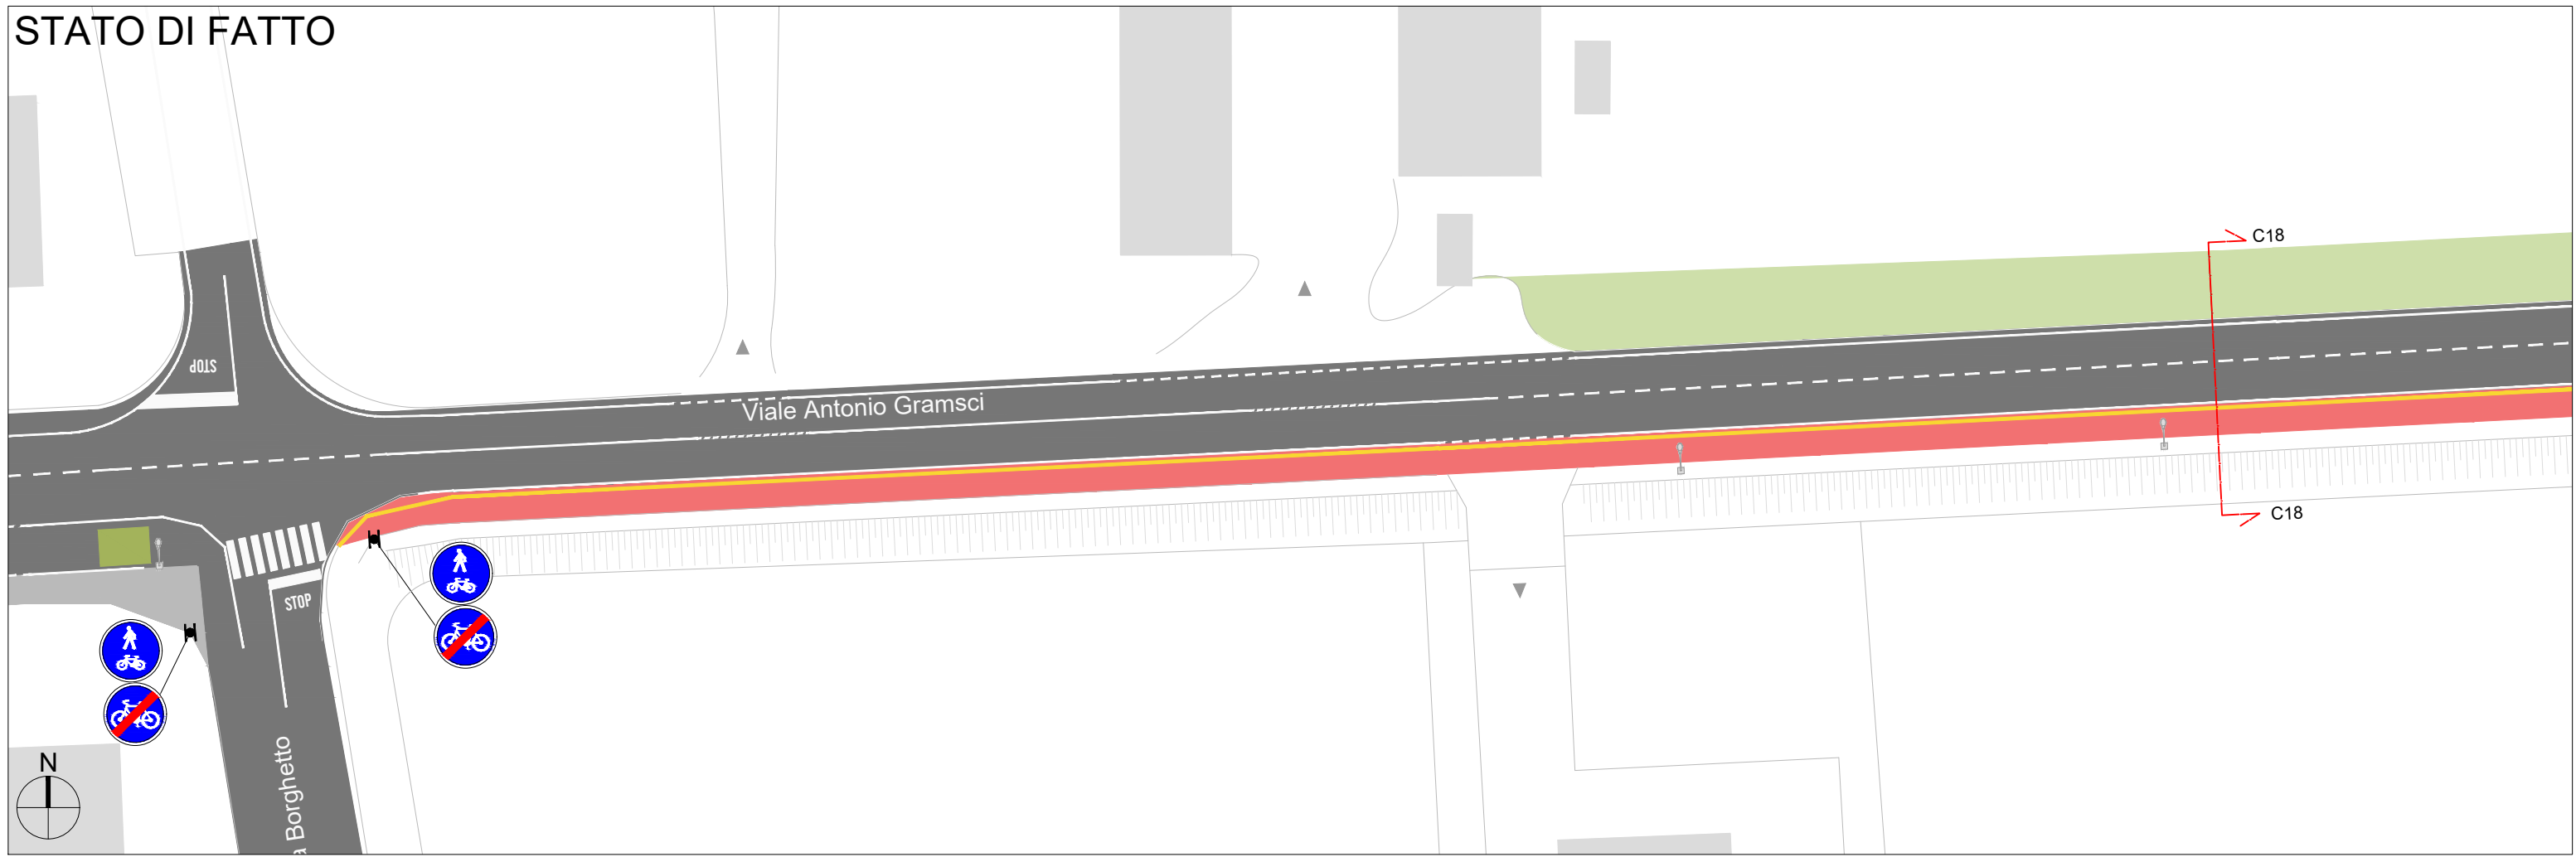 STATO DI FATTO
C18
STOP
Viale Antonio Gramsci
C18
STOP
a Borghetto
N